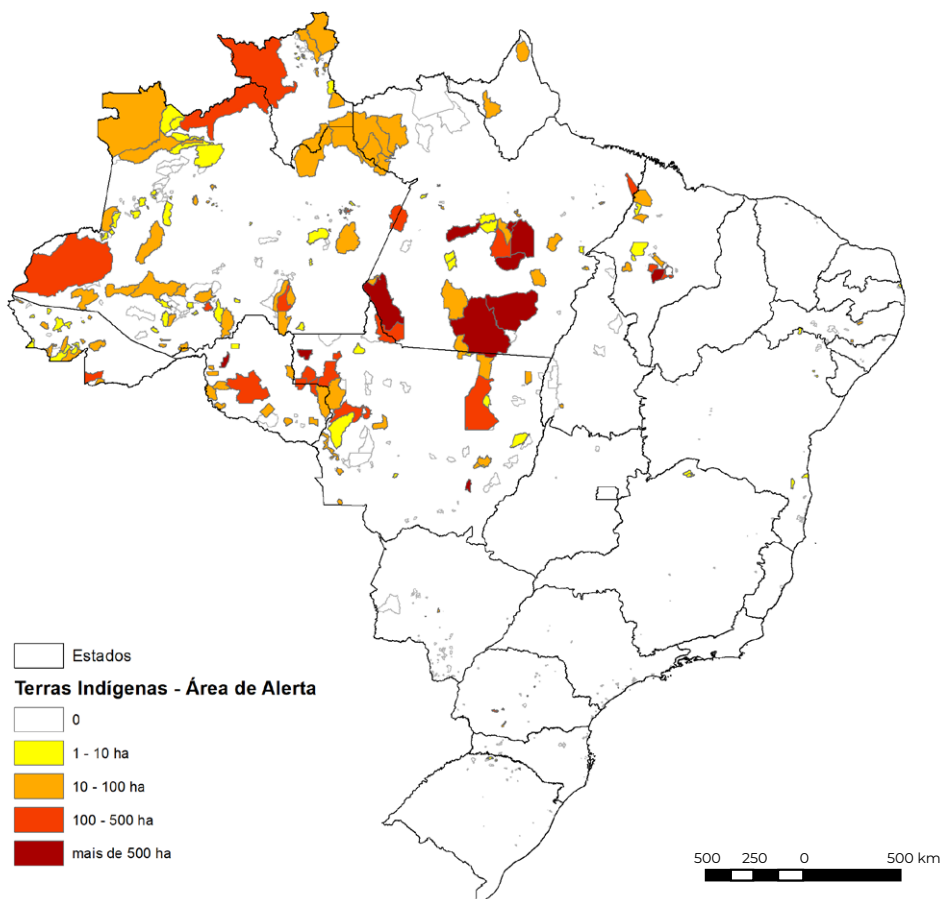 Estados
Terras Indígenas - Área de Alerta
0
1 - 10 ha
10 - 100 ha
100 - 500 ha
mais de 500 ha
500 250 0 500 km